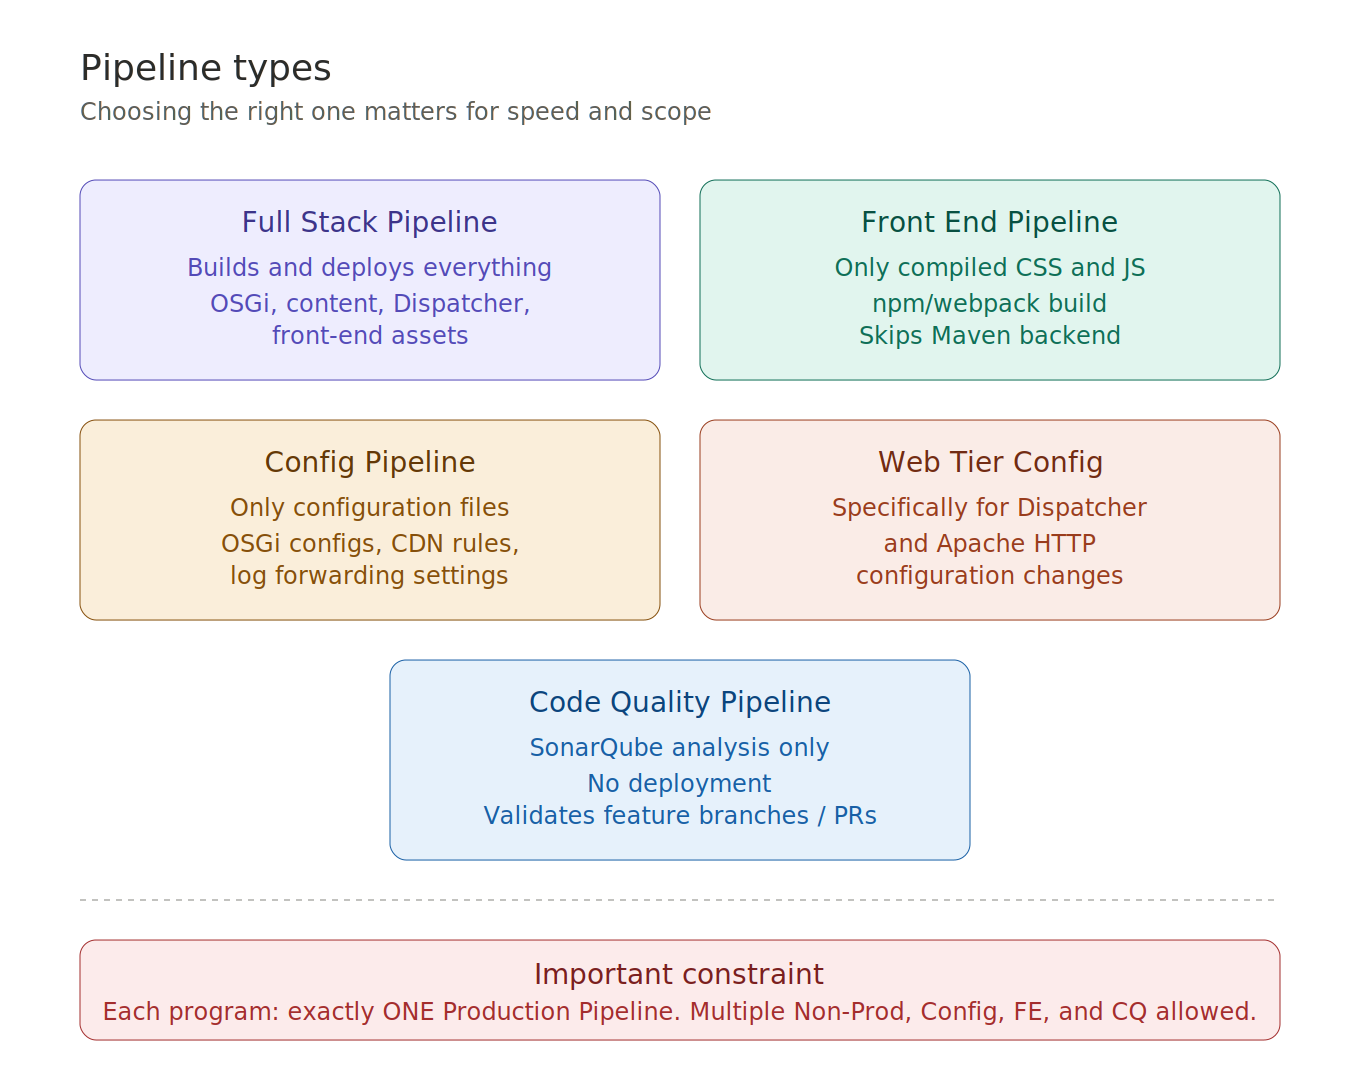 Pipeline types
Choosing the right one matters for speed and scope
Full Stack Pipeline
Builds and deploys everything
OSGi, content, Dispatcher,
front-end assets
Front End Pipeline
Only compiled CSS and JS
npm/webpack build
Skips Maven backend
Config Pipeline
Only configuration files
OSGi configs, CDN rules,
log forwarding settings
Web Tier Config
Specifically for Dispatcher
and Apache HTTP
configuration changes
Code Quality Pipeline
SonarQube analysis only
No deployment
Validates feature branches / PRs
Important constraint
Each program: exactly ONE Production Pipeline. Multiple Non-Prod, Config, FE, and CQ allowed.